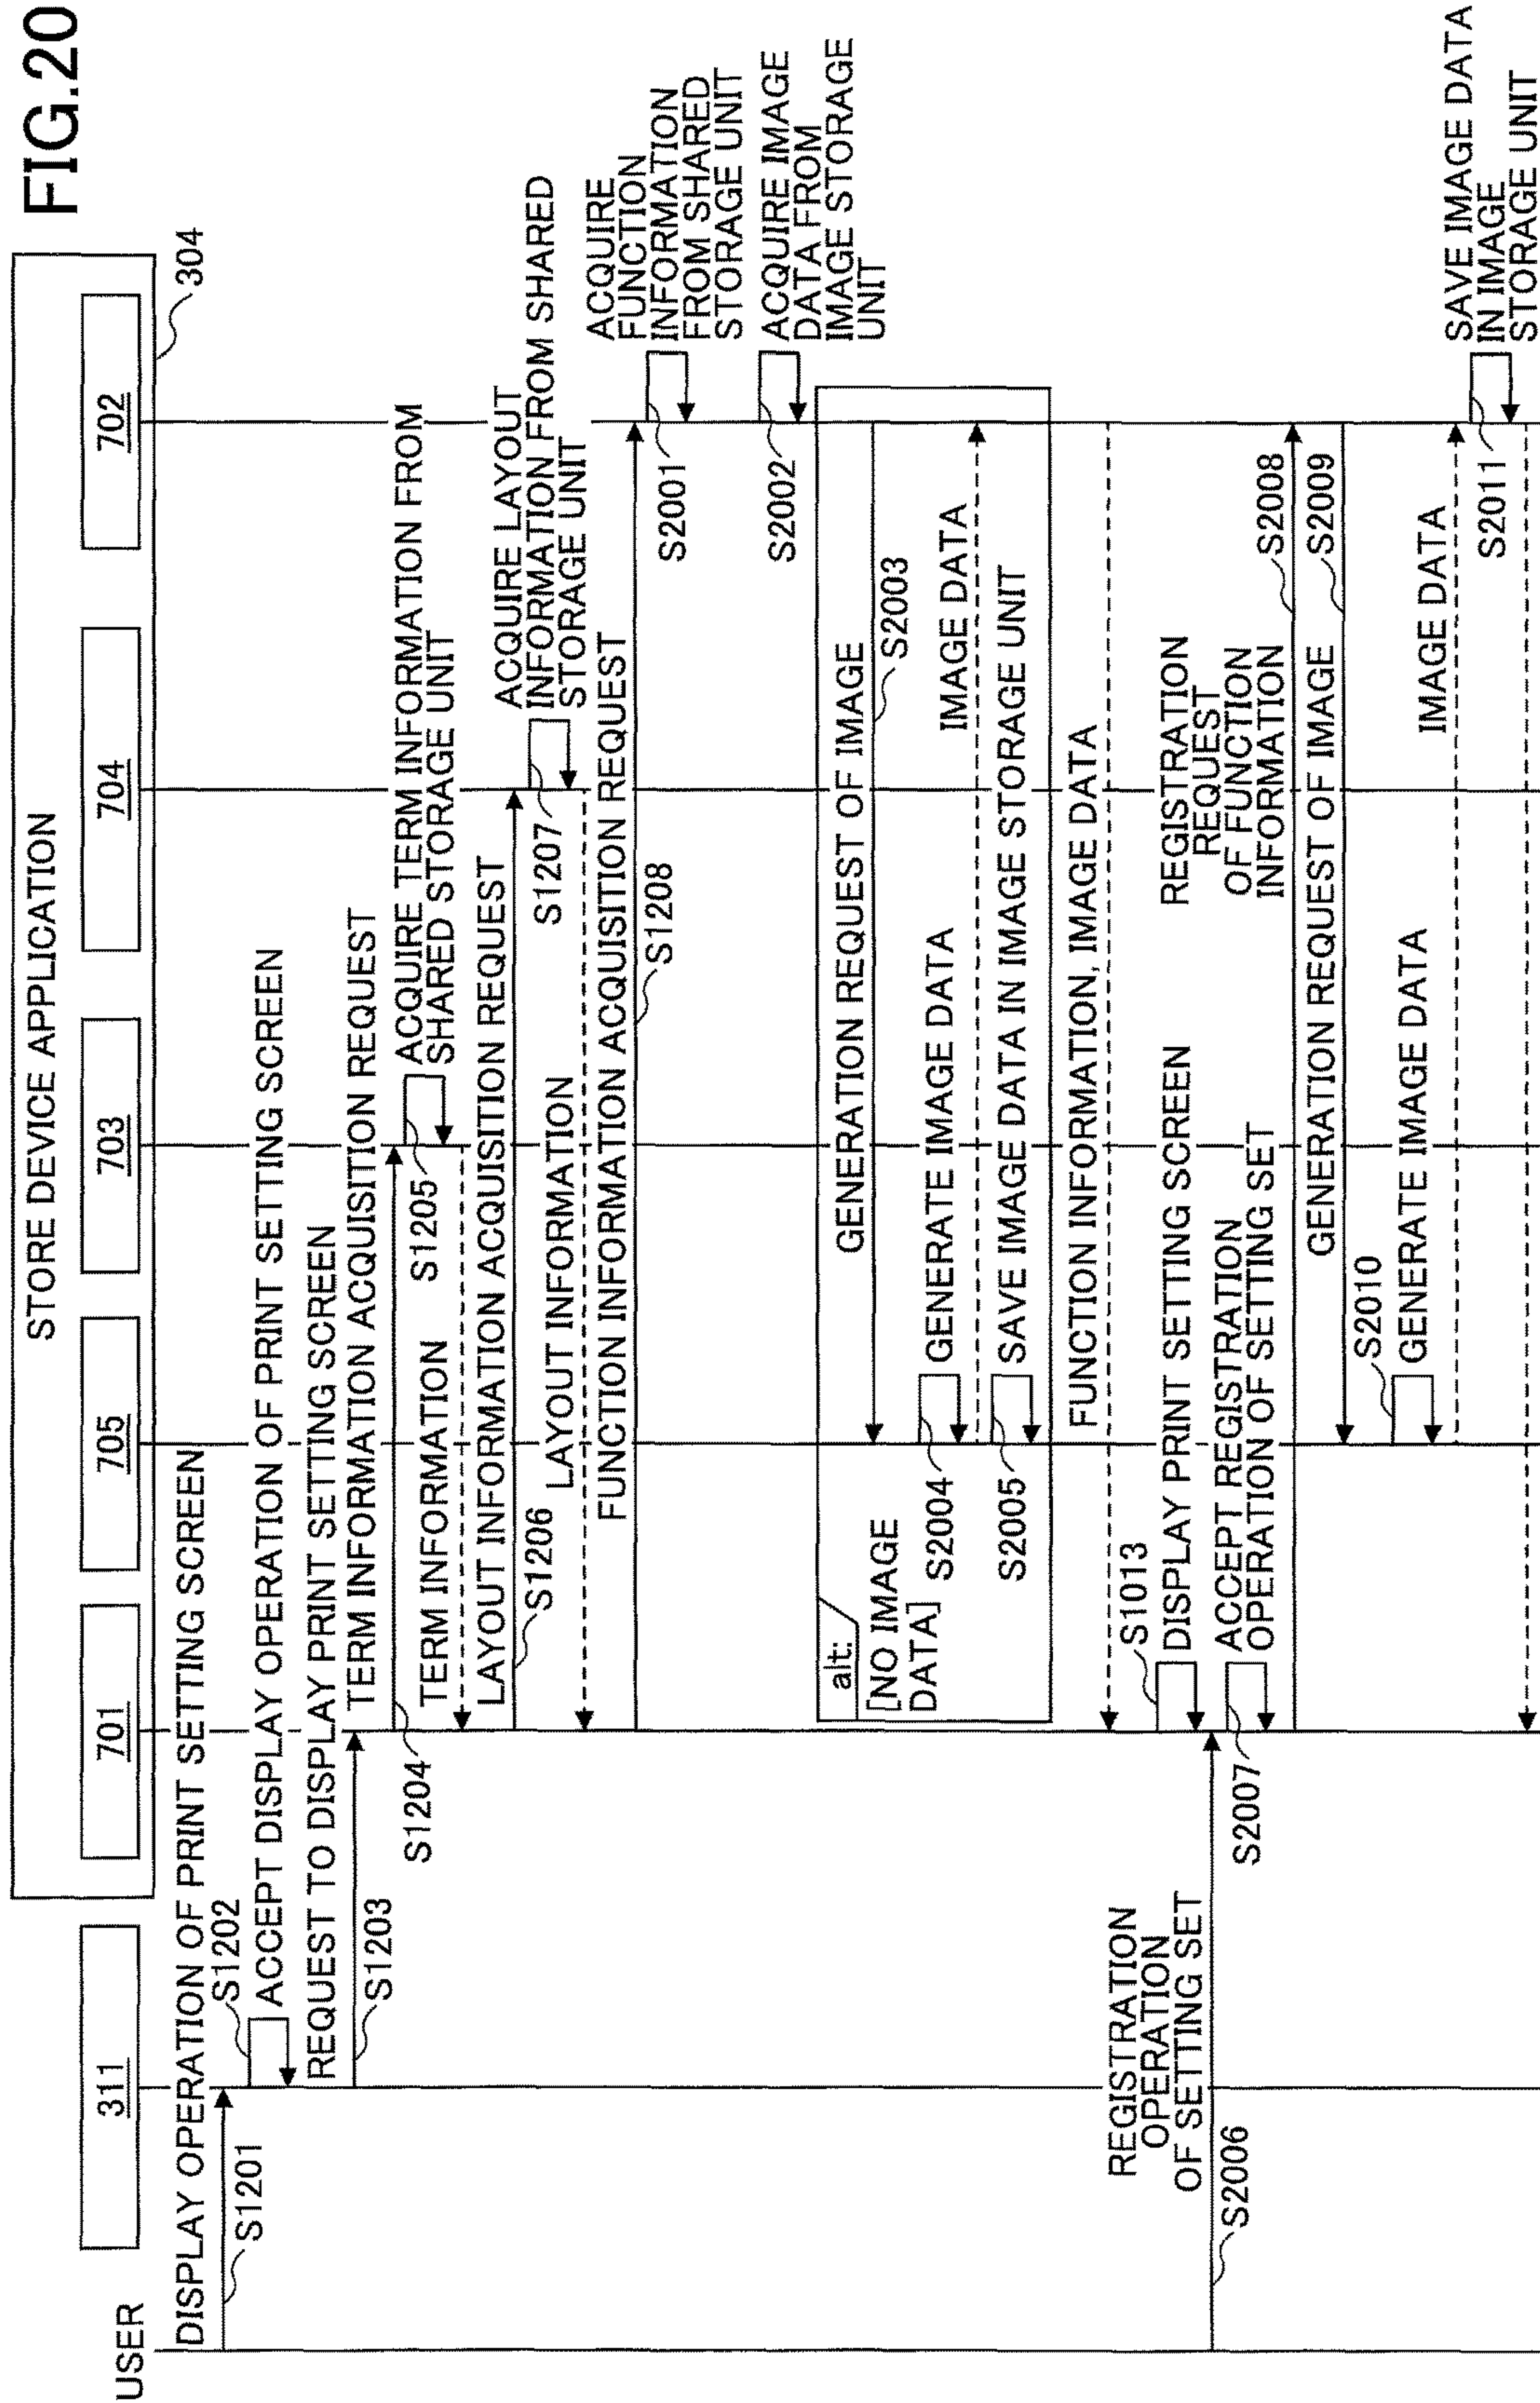 FIG.20
STORE DEVICE APPLICATION
304
USER
311
701
705
703
704
702
DISPLAY OPERATION OF PRINT SETTING SCREEN
S1201
S1202
ACCEPT DISPLAY OPERATION OF PRINT SETTING SCREEN
REQUEST TO DISPLAY PRINT SETTING SCREEN
S1203
TERM INFORMATION ACQUISITION REQUEST
S1204
ACQUIRE TERM INFORMATION FROM
SHARED STORAGE UNIT
S1205
TERM INFORMATION
LAYOUT INFORMATION ACQUISITION REQUEST
S1206
ACQUIRE LAYOUT
INFORMATION FROM SHARED
STORAGE UNIT
S1207
LAYOUT INFORMATION
FUNCTION INFORMATION ACQUISITION REQUEST
S1208
ACQUIRE
FUNCTION
INFORMATION
FROM SHARED
STORAGE UNIT
S2001
ACQUIRE IMAGE
DATA FROM
IMAGE STORAGE
UNIT
S2002
alt:
[NO IMAGE
DATA]
GENERATION REQUEST OF IMAGE
S2003
GENERATE IMAGE DATA
S2004
IMAGE DATA
SAVE IMAGE DATA IN IMAGE STORAGE UNIT
S2005
FUNCTION INFORMATION, IMAGE DATA
S1013
DISPLAY PRINT SETTING SCREEN
REGISTRATION
OPERATION
OF SETTING SET
S2006
ACCEPT REGISTRATION
OPERATION OF SETTING SET
S2007
REGISTRATION
REQUEST
OF FUNCTION
INFORMATION
S2008
GENERATION REQUEST OF IMAGE
S2009
S2010
GENERATE IMAGE DATA
IMAGE DATA
SAVE IMAGE DATA
IN IMAGE
STORAGE UNIT
S2011